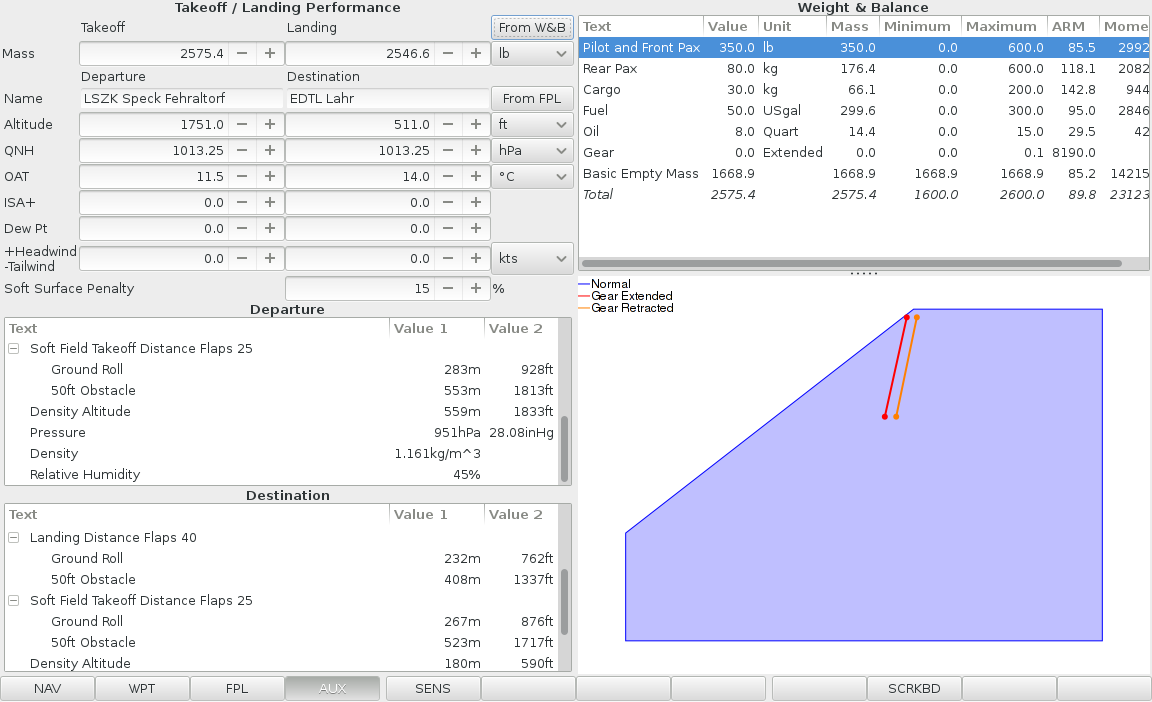 Takeoff / Landing Performance
Takeoff Landing From W&B
Mass 2575.4 2546.6 lb
Departure Destination
Name LSZK Speck Fehraltorf EDTL Lahr From FPL
Altitude 1751.0 511.0 ft
QNH 1013.25 1013.25 hPa
OAT 11.5 14.0 °C
ISA+ 0.0 0.0
Dew Pt 0.0 0.0
+Headwind
-Tailwind 0.0 0.0 kts
Soft Surface Penalty 15 %
Departure
Text Value 1 Value 2
Soft Field Takeoff Distance Flaps 25
Ground Roll 283m 928ft
50ft Obstacle 553m 1813ft
Density Altitude 559m 1833ft
Pressure 951hPa 28.08inHg
Density 1.161kg/m^3
Relative Humidity 45%
Destination
Text Value 1 Value 2
Landing Distance Flaps 40
Ground Roll 232m 762ft
50ft Obstacle 408m 1337ft
Soft Field Takeoff Distance Flaps 25
Ground Roll 267m 876ft
50ft Obstacle 523m 1717ft
Density Altitude 180m 590ft
Weight & Balance
Text Value Unit Mass Minimum Maximum ARM Mome
Pilot and Front Pax 350.0 lb 350.0 0.0 600.0 85.5 2992
Rear Pax 80.0 kg 176.4 0.0 600.0 118.1 2082
Cargo 30.0 kg 66.1 0.0 200.0 142.8 944
Fuel 50.0 USgal 299.6 0.0 300.0 95.0 2846
Oil 8.0 Quart 14.4 0.0 15.0 29.5 42
Gear 0.0 Extended 0.0 0.0 0.1 8190.0
Basic Empty Mass 1668.9 1668.9 1668.9 1668.9 85.2 14215
Total 2575.4 2575.4 1600.0 2600.0 89.8 23123
Normal
Gear Extended
Gear Retracted
NAV WPT FPL AUX SENS SCRKBD